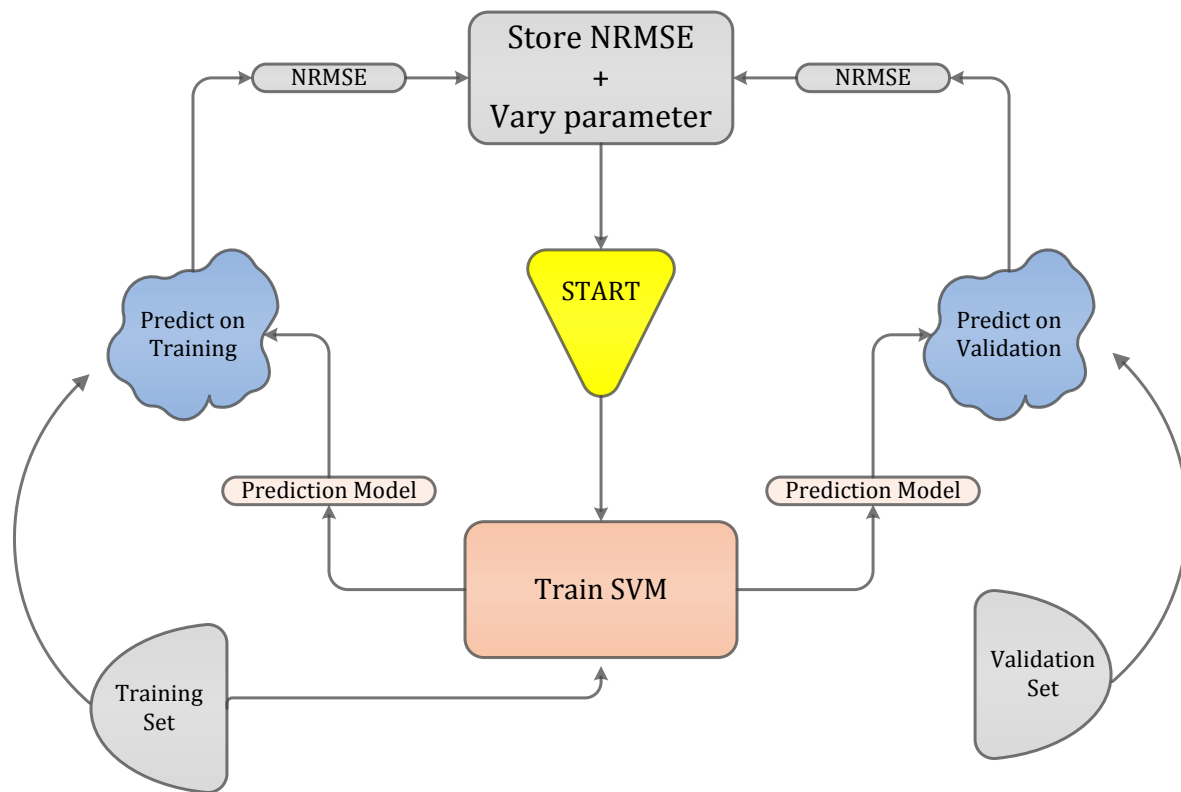 Store NRMSE
+
Vary parameter
NRMSE
NRMSE
START
Predict on
Training
Predict on
Validation
Prediction Model
Prediction Model
Train SVM
Training
Set
Validation
Set